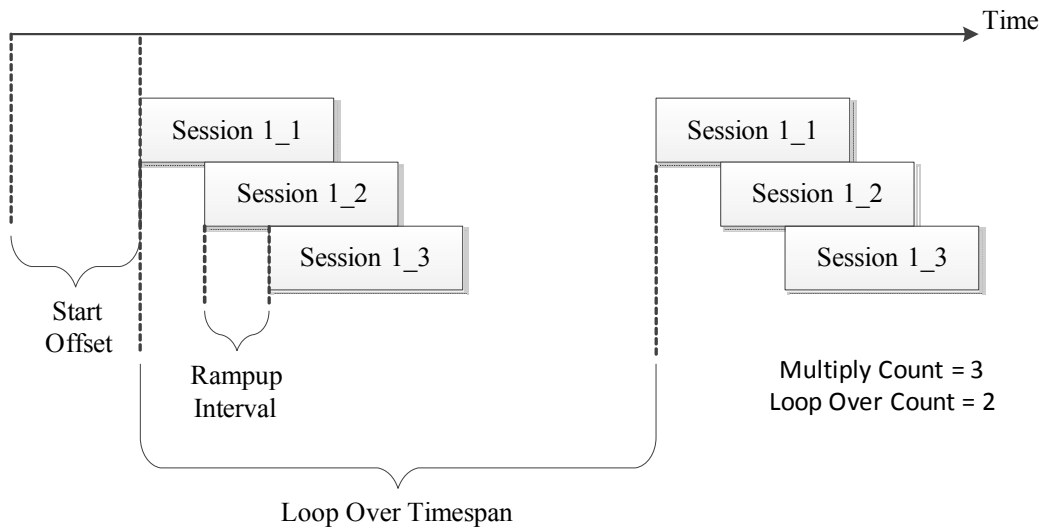 Time
Session 1_1
Session 1_1
Session 1_2
Session 1_2
Session 1_3
Session 1_3
Start
Offset
Rampup
Interval
Multiply Count = 3
Loop Over Count = 2
Loop Over Timespan